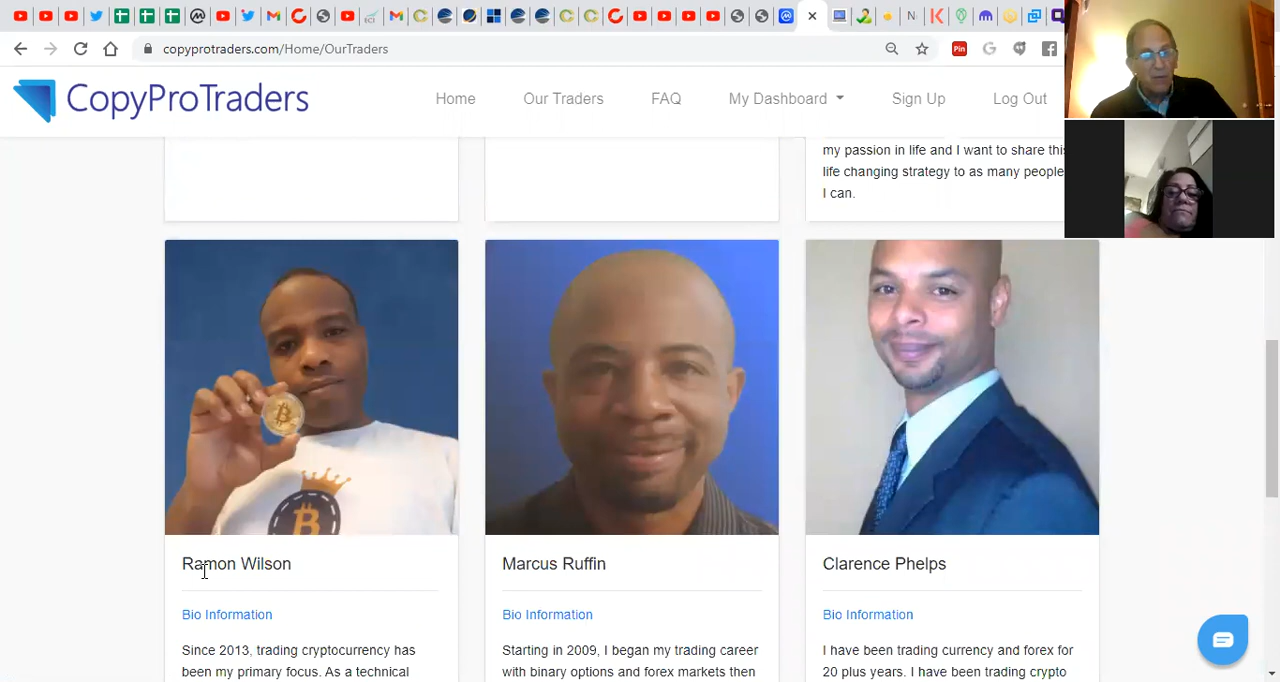 copyprotraders.com/Home/OurTraders
Pin
CopyProTraders
Home
Our Traders
FAQ
My Dashboard
Sign Up
Log Out
my passion in life and I want to share this
life changing strategy to as many people
I can.
Ramon Wilson
Marcus Ruffin
Clarence Phelps
Bio Information
Bio Information
Bio Information
Since 2013, trading cryptocurrency has
been my primary focus. As a technical
Starting in 2009, I began my trading career
with binary options and forex markets then
I have been trading currency and forex for
20 plus years. I have been trading crypto